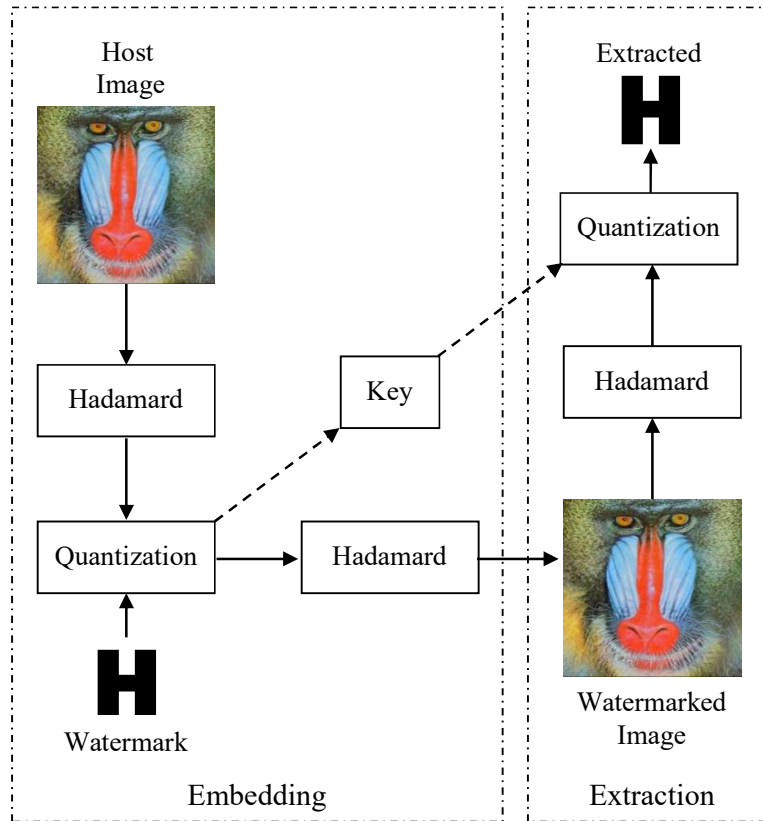 Host
Image
Hadamard
Quantization
H
Watermark
Key
Hadamard
Embedding
Extracted
H
Quantization
Hadamard
Watermarked
Image
Extraction